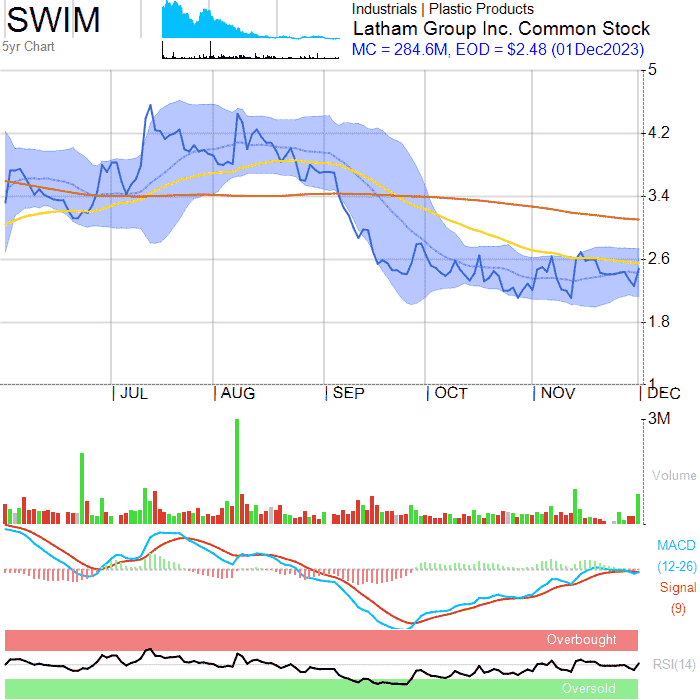 SWIM
5yr Chart
Industrials | Plastic Products
Latham Group Inc. Common Stock
MC = 284.6M, EOD = $2.48 (01Dec2023)
5
4.2
3.4
2.6
1.8
1
JUL AUG SEP OCT NOV DEC
3M
Volume
MACD
(12-26)
Signal
(9)
Overbought
RSI(14)
Oversold